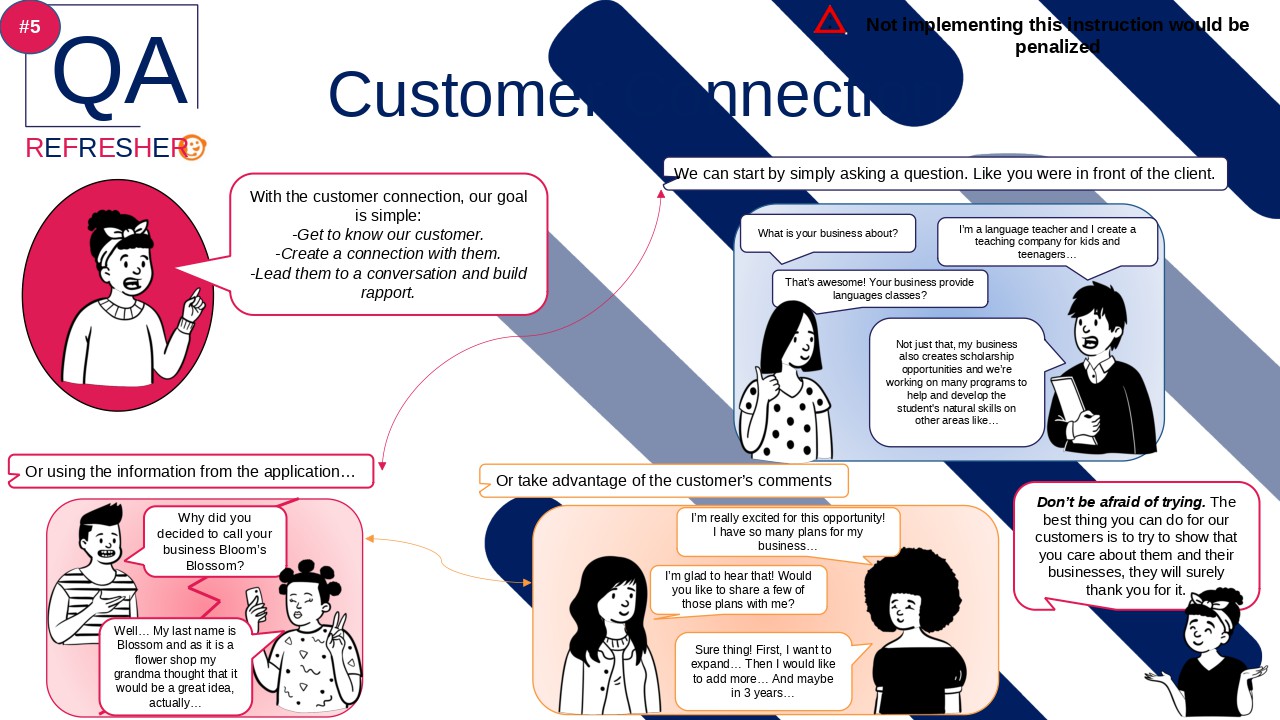 #5
QA
REFRESHER
Not implementing this instruction would be
penalized
Customer Connection
With the customer connection, our goal
is simple:
-Get to know our customer.
-Create a connection with them.
-Lead them to a conversation and build
rapport.
We can start by simply asking a question. Like you were in front of the client.
What is your business about?
I'm a language teacher and I create a
teaching company for kids and
teenagers…
That's awesome! Your business provide
languages classes?
Not just that, my business
also creates scholarship
opportunities and we're
working on many programs to
help and develop the
student's natural skills on
other areas like…
Or using the information from the application…
Why did you
decided to call your
business Bloom's
Blossom?
Well… My last name is
Blossom and as it is a
flower shop my
grandma thought that it
would be a great idea,
actually…
Or take advantage of the customer's comments
I'm really excited for this opportunity!
I have so many plans for my
business…
I'm glad to hear that! Would
you like to share a few of
those plans with me?
Sure thing! First, I want to
expand… Then I would like
to add more… And maybe
in 3 years…
Don't be afraid of trying. The
best thing you can do for our
customers is to try to show that
you care about them and their
businesses, they will surely
thank you for it.